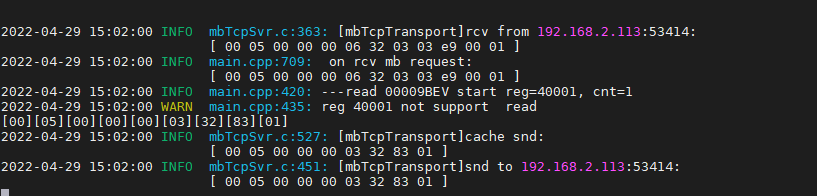 2022-04-29 15:02:00 INFO  mbTcpSvr.c:363: [mbTcpTransport]rcv from 192.168.2.113:53414:
[ 00 05 00 00 00 06 32 03 03 e9 00 01 ]
2022-04-29 15:02:00 INFO  main.cpp:709:  on rcv mb request:
[ 00 05 00 00 00 06 32 03 03 e9 00 01 ]
2022-04-29 15:02:00 INFO  main.cpp:420: ---read 00009BEV start reg=40001, cnt=1
2022-04-29 15:02:00 WARN  main.cpp:435: reg 40001 not support  read
[00][05][00][00][00][03][32][83][01]
2022-04-29 15:02:00 INFO  mbTcpSvr.c:527: [mbTcpTransport]cache snd:
[ 00 05 00 00 00 03 32 83 01 ]
2022-04-29 15:02:00 INFO  mbTcpSvr.c:451: [mbTcpTransport]snd to 192.168.2.113:53414:
[ 00 05 00 00 00 03 32 83 01 ]